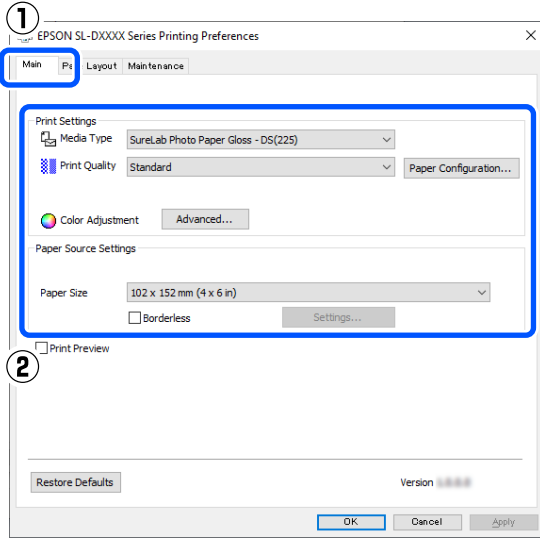 ①
EPSON SL-DXXXX Series Printing Preferences
Main Layout Maintenance
Print Settings
Media Type SureLab Photo Paper Gloss - DS(225)
Print Quality Standard Paper Configuration...
Color Adjustment Advanced...
Paper Source Settings
Paper Size 102 x 152 mm (4 x 6 in)
Borderless Settings...
Print Preview
②
Restore Defaults Version
OK Cancel Apply